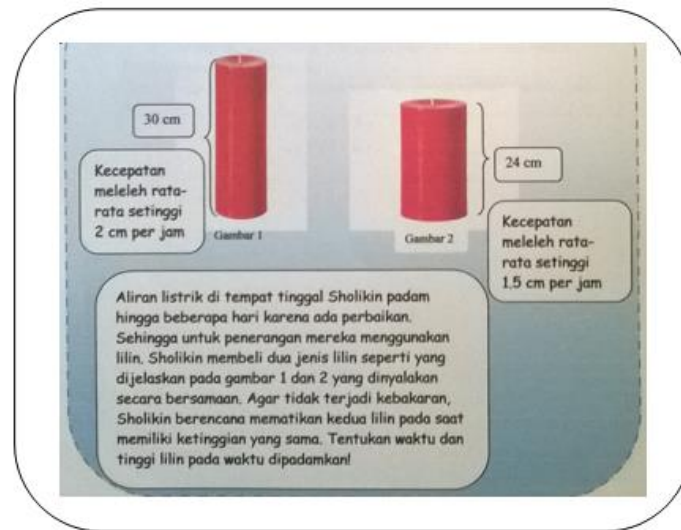 30 cm
24 cm
Kecepatan
meleleh rata-
rata setinggi
2 cm per jam
Gambar 1
Gambar 2
Kecepatan
meleleh rata-
rata setinggi
1.5 cm per jam
Aliran listrik di tempat tinggal Sholikin padam
hingga beberapa hari karena ada perbaikan.
Sehingga untuk penerangan mereka menggunakan
lilin. Sholikin membeli dua jenis lilin seperti yang
dijelaskan pada gambar 1 dan 2 yang dinyalakan
secara bersamaan. Agar tidak terjadi kebakaran,
Sholikin berencana mematikan kedua lilin pada saat
memiliki ketinggian yang sama. Tentukan waktu dan
tinggi lilin pada waktu dipadamkan!